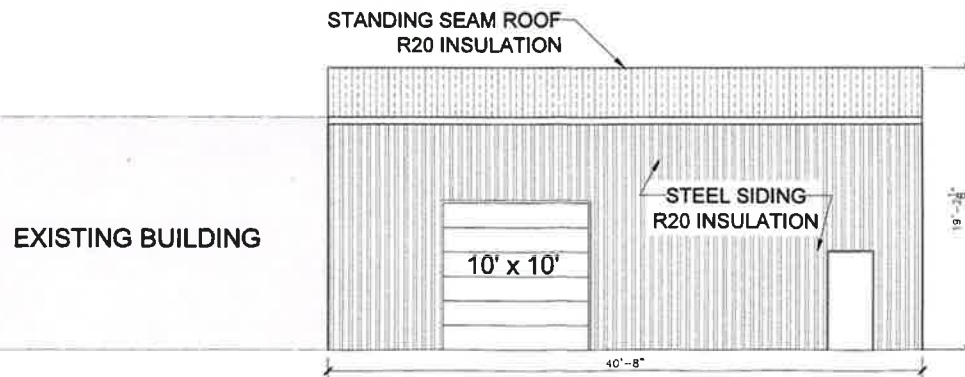 STANDING SEAM ROOF
R20 INSULATION
STEEL SIDING
R20 INSULATION
EXISTING BUILDING
10' x 10'
40'-8"